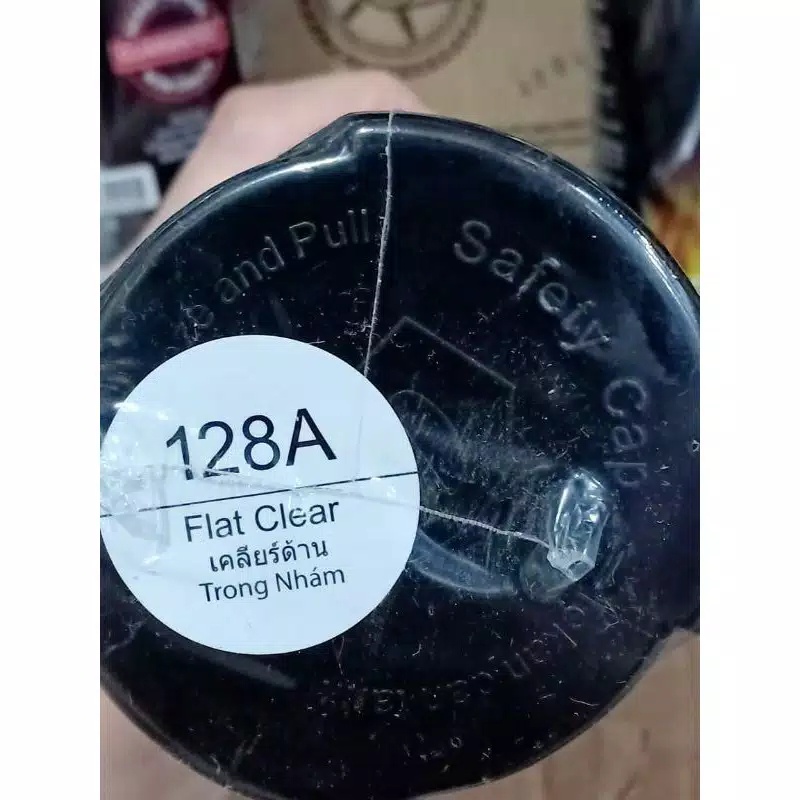 and Pull
Safety Cap
128A
Flat Clear
เคลียร์ด้าน
Trong Nhám